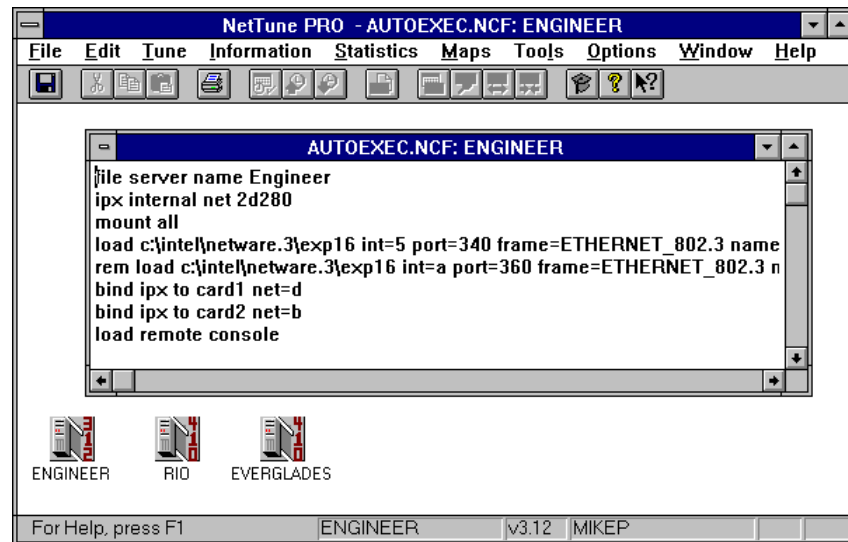 NetTune PRO - AUTOEXEC.NCF: ENGINEER
File Edit Tune Information Statistics Maps Tools Options Window Help
AUTOEXEC.NCF: ENGINEER
file server name Engineer
ipx internal net 2d280
mount all
load c:\intel\netware.3\exp16 int=5 port=340 frame=ETHERNET_802.3 name
rem load c:\intel\netware.3\exp16 int=a port=360 frame=ETHERNET_802.3 n
bind ipx to card1 net=d
bind ipx to card2 net=b
load remote console
312 410 410
ENGINEER RIO EVERGLADES
For Help, press F1 ENGINEER v3.12 MIKEP